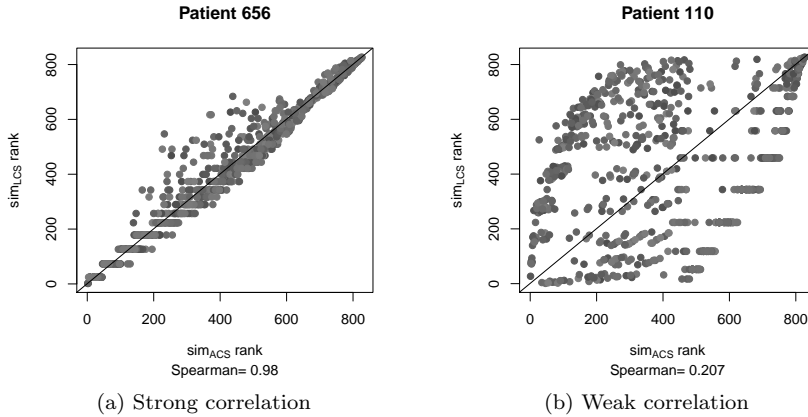 Patient 656
Patient 110
sim_LCS rank
800
600
400
200
0
0 200 400 600 800
sim_ACS rank
Spearman= 0.98
sim_LCS rank
800
600
400
200
0
0 200 400 600 800
sim_ACS rank
Spearman= 0.207
(a) Strong correlation
(b) Weak correlation